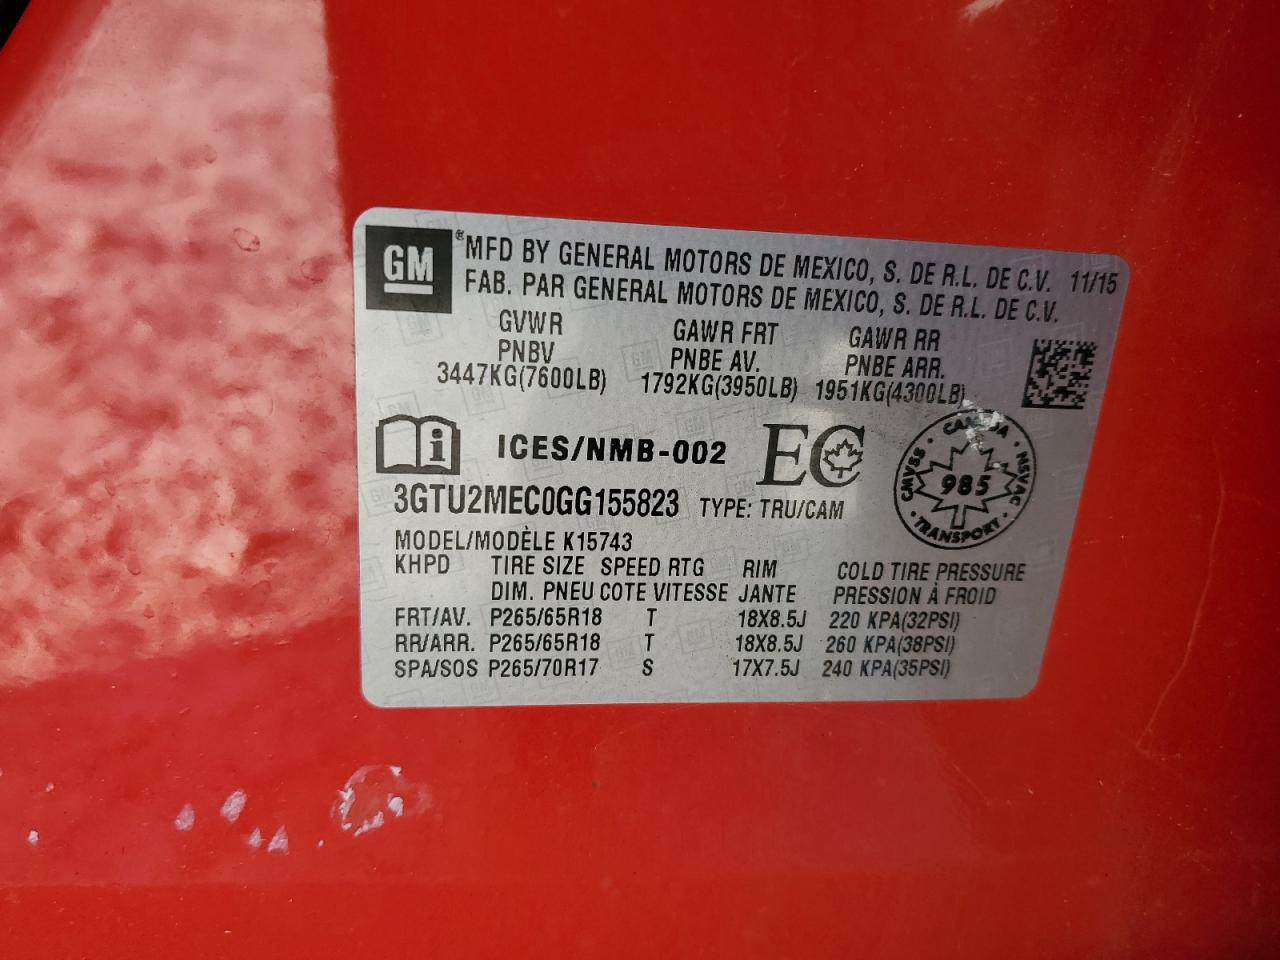 GM ® MFD BY GENERAL MOTORS DE MEXICO, S. DE R.L. DE C.V. 11/15
FAB. PAR GENERAL MOTORS DE MEXICO, S. DE R.L. DE C.V.
GVWR GAWR FRT GAWR RR
PNBV PNBE AV. PNBE ARR.
3447KG(7600LB) 1792KG(3950LB) 1951KG(4300LB)
i ICES/NMB-002 EC
CANADA
CMVSS 985 NSVAC
TRANSPORT
3GTU2MEC0GG155823 TYPE: TRU/CAM
MODEL/MODÈLE K15743
KHPD TIRE SIZE SPEED RTG RIM COLD TIRE PRESSURE
DIM. PNEU COTE VITESSE JANTE PRESSION À FROID
FRT/AV. P265/65R18 T 18X8.5J 220 KPA(32PSI)
RR/ARR. P265/65R18 T 18X8.5J 260 KPA(38PSI)
SPA/SOS P265/70R17 S 17X7.5J 240 KPA(35PSI)